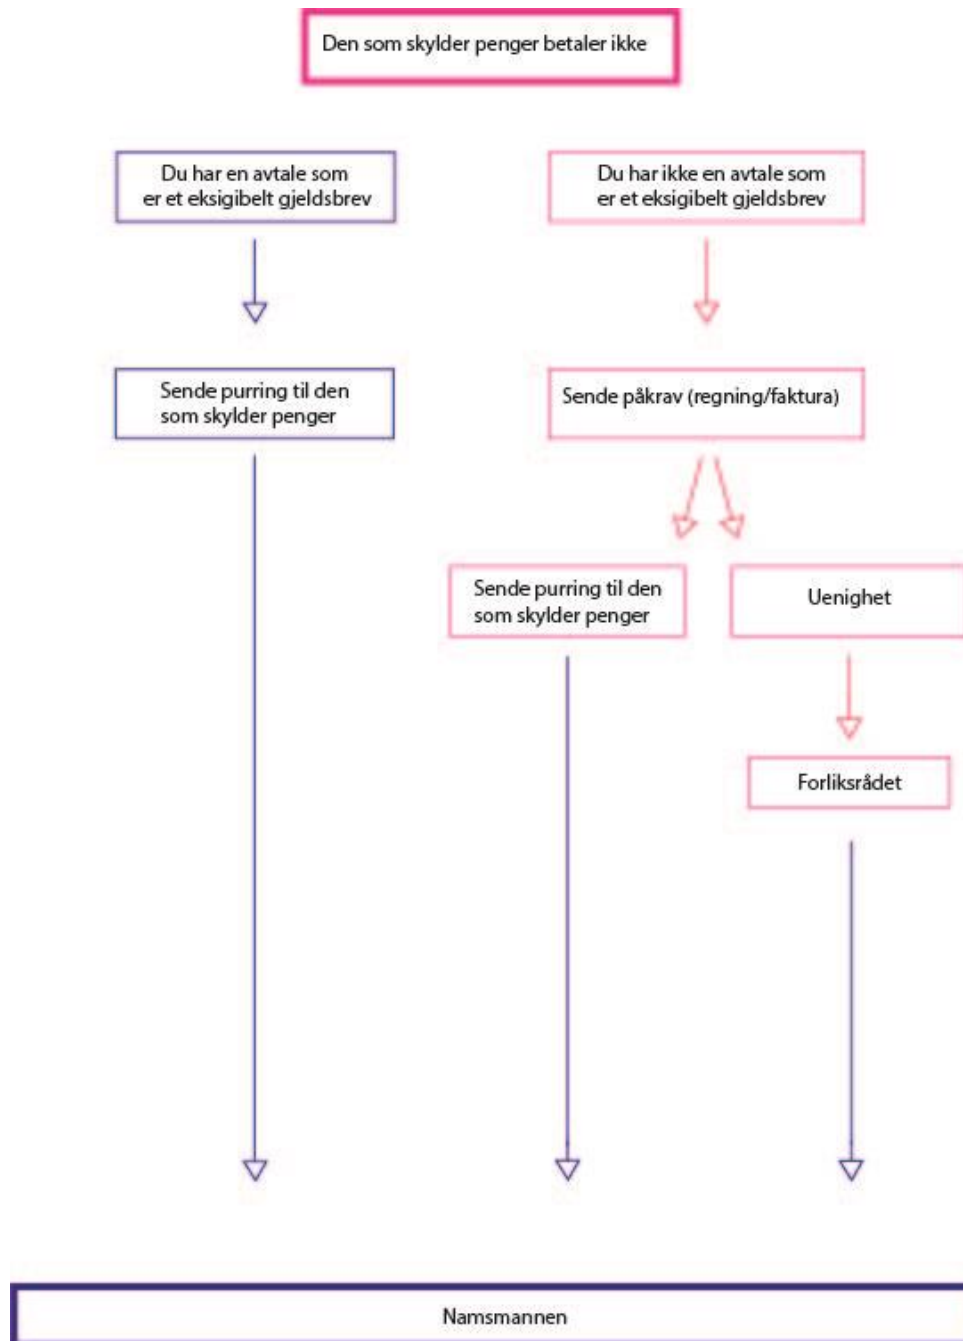 Den som skylder penger betaler ikke
Du har en avtale som
er et eksigibelt gjeldsbrev
Du har ikke en avtale som
er et eksigibelt gjeldsbrev
Sende purring til den
som skylder penger
Sende påkrav (regning/faktura)
Sende purring til den
som skylder penger
Uenighet
Forliksrådet
Namsmannen